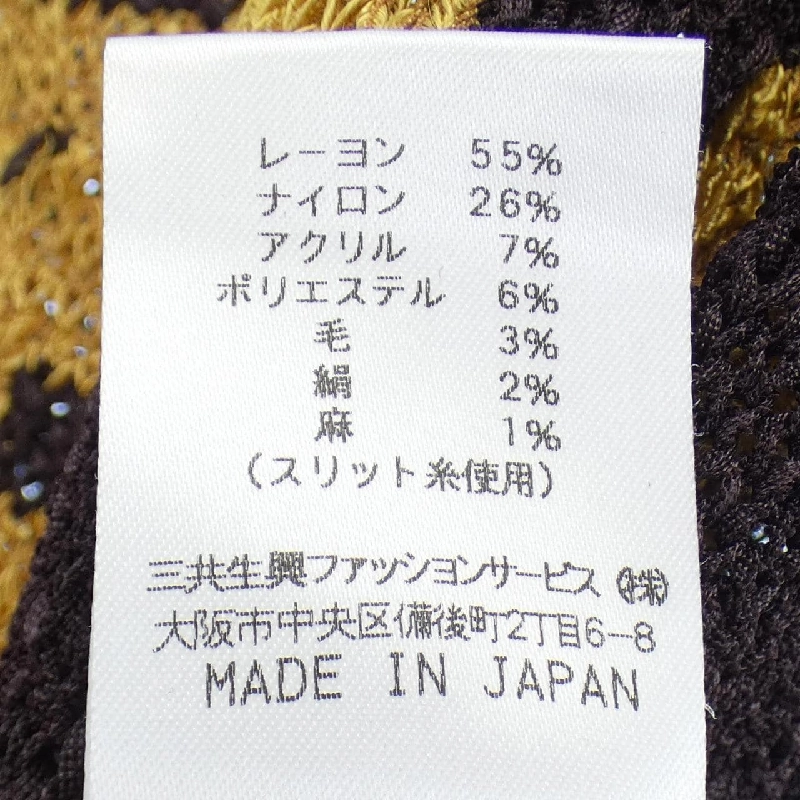 レーヨン 55%
ナイロン 26%
アクリル 7%
ポリエステル 6%
毛 3%
絹 2%
麻 1%
(スリット糸使用)
三共生興ファッションサービス ㈱
大阪市中央区備後町2丁目6-8
MADE IN JAPAN